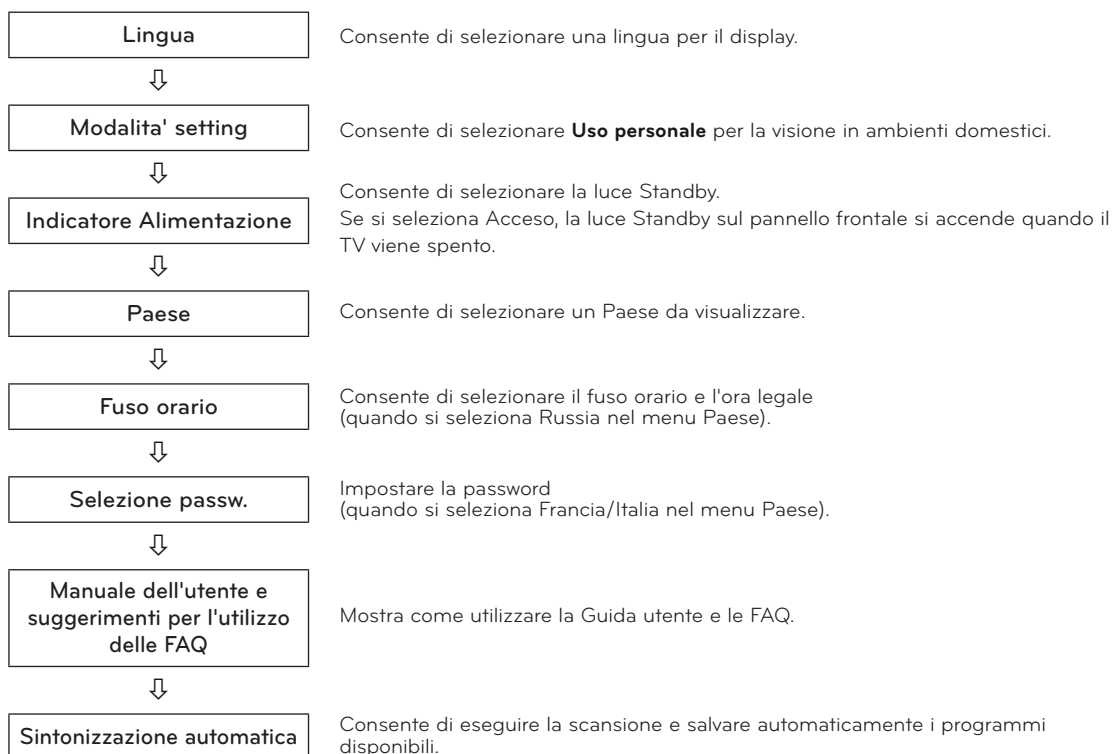 Lingua
Consente di selezionare una lingua per il display.
Modalita' setting
Consente di selezionare Uso personale per la visione in ambienti domestici.
Indicatore Alimentazione
Consente di selezionare la luce Standby.
Se si seleziona Acceso, la luce Standby sul pannello frontale si accende quando il
TV viene spento.
Paese
Consente di selezionare un Paese da visualizzare.
Fuso orario
Consente di selezionare il fuso orario e l'ora legale
(quando si seleziona Russia nel menu Paese).
Selezione passw.
Impostare la password
(quando si seleziona Francia/Italia nel menu Paese).
Manuale dell'utente e
suggerimenti per l'utilizzo
delle FAQ
Mostra come utilizzare la Guida utente e le FAQ.
Sintonizzazione automatica
Consente di eseguire la scansione e salvare automaticamente i programmi
disponibili.